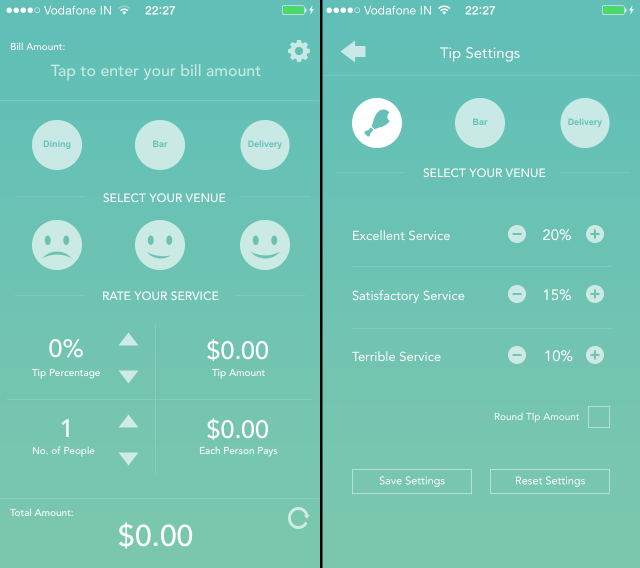 Vodafone IN 22:27
Bill Amount:
Tap to enter your bill amount
Dining Bar Delivery
SELECT YOUR VENUE
RATE YOUR SERVICE
0% $0.00
Tip Percentage Tip Amount
1 $0.00
No. of People Each Person Pays
Total Amount:
$0.00
Vodafone IN 22:27
Tip Settings
Bar Delivery
SELECT YOUR VENUE
Excellent Service 20%
Satisfactory Service 15%
Terrible Service 10%
Round TIp Amount
Save Settings Reset Settings